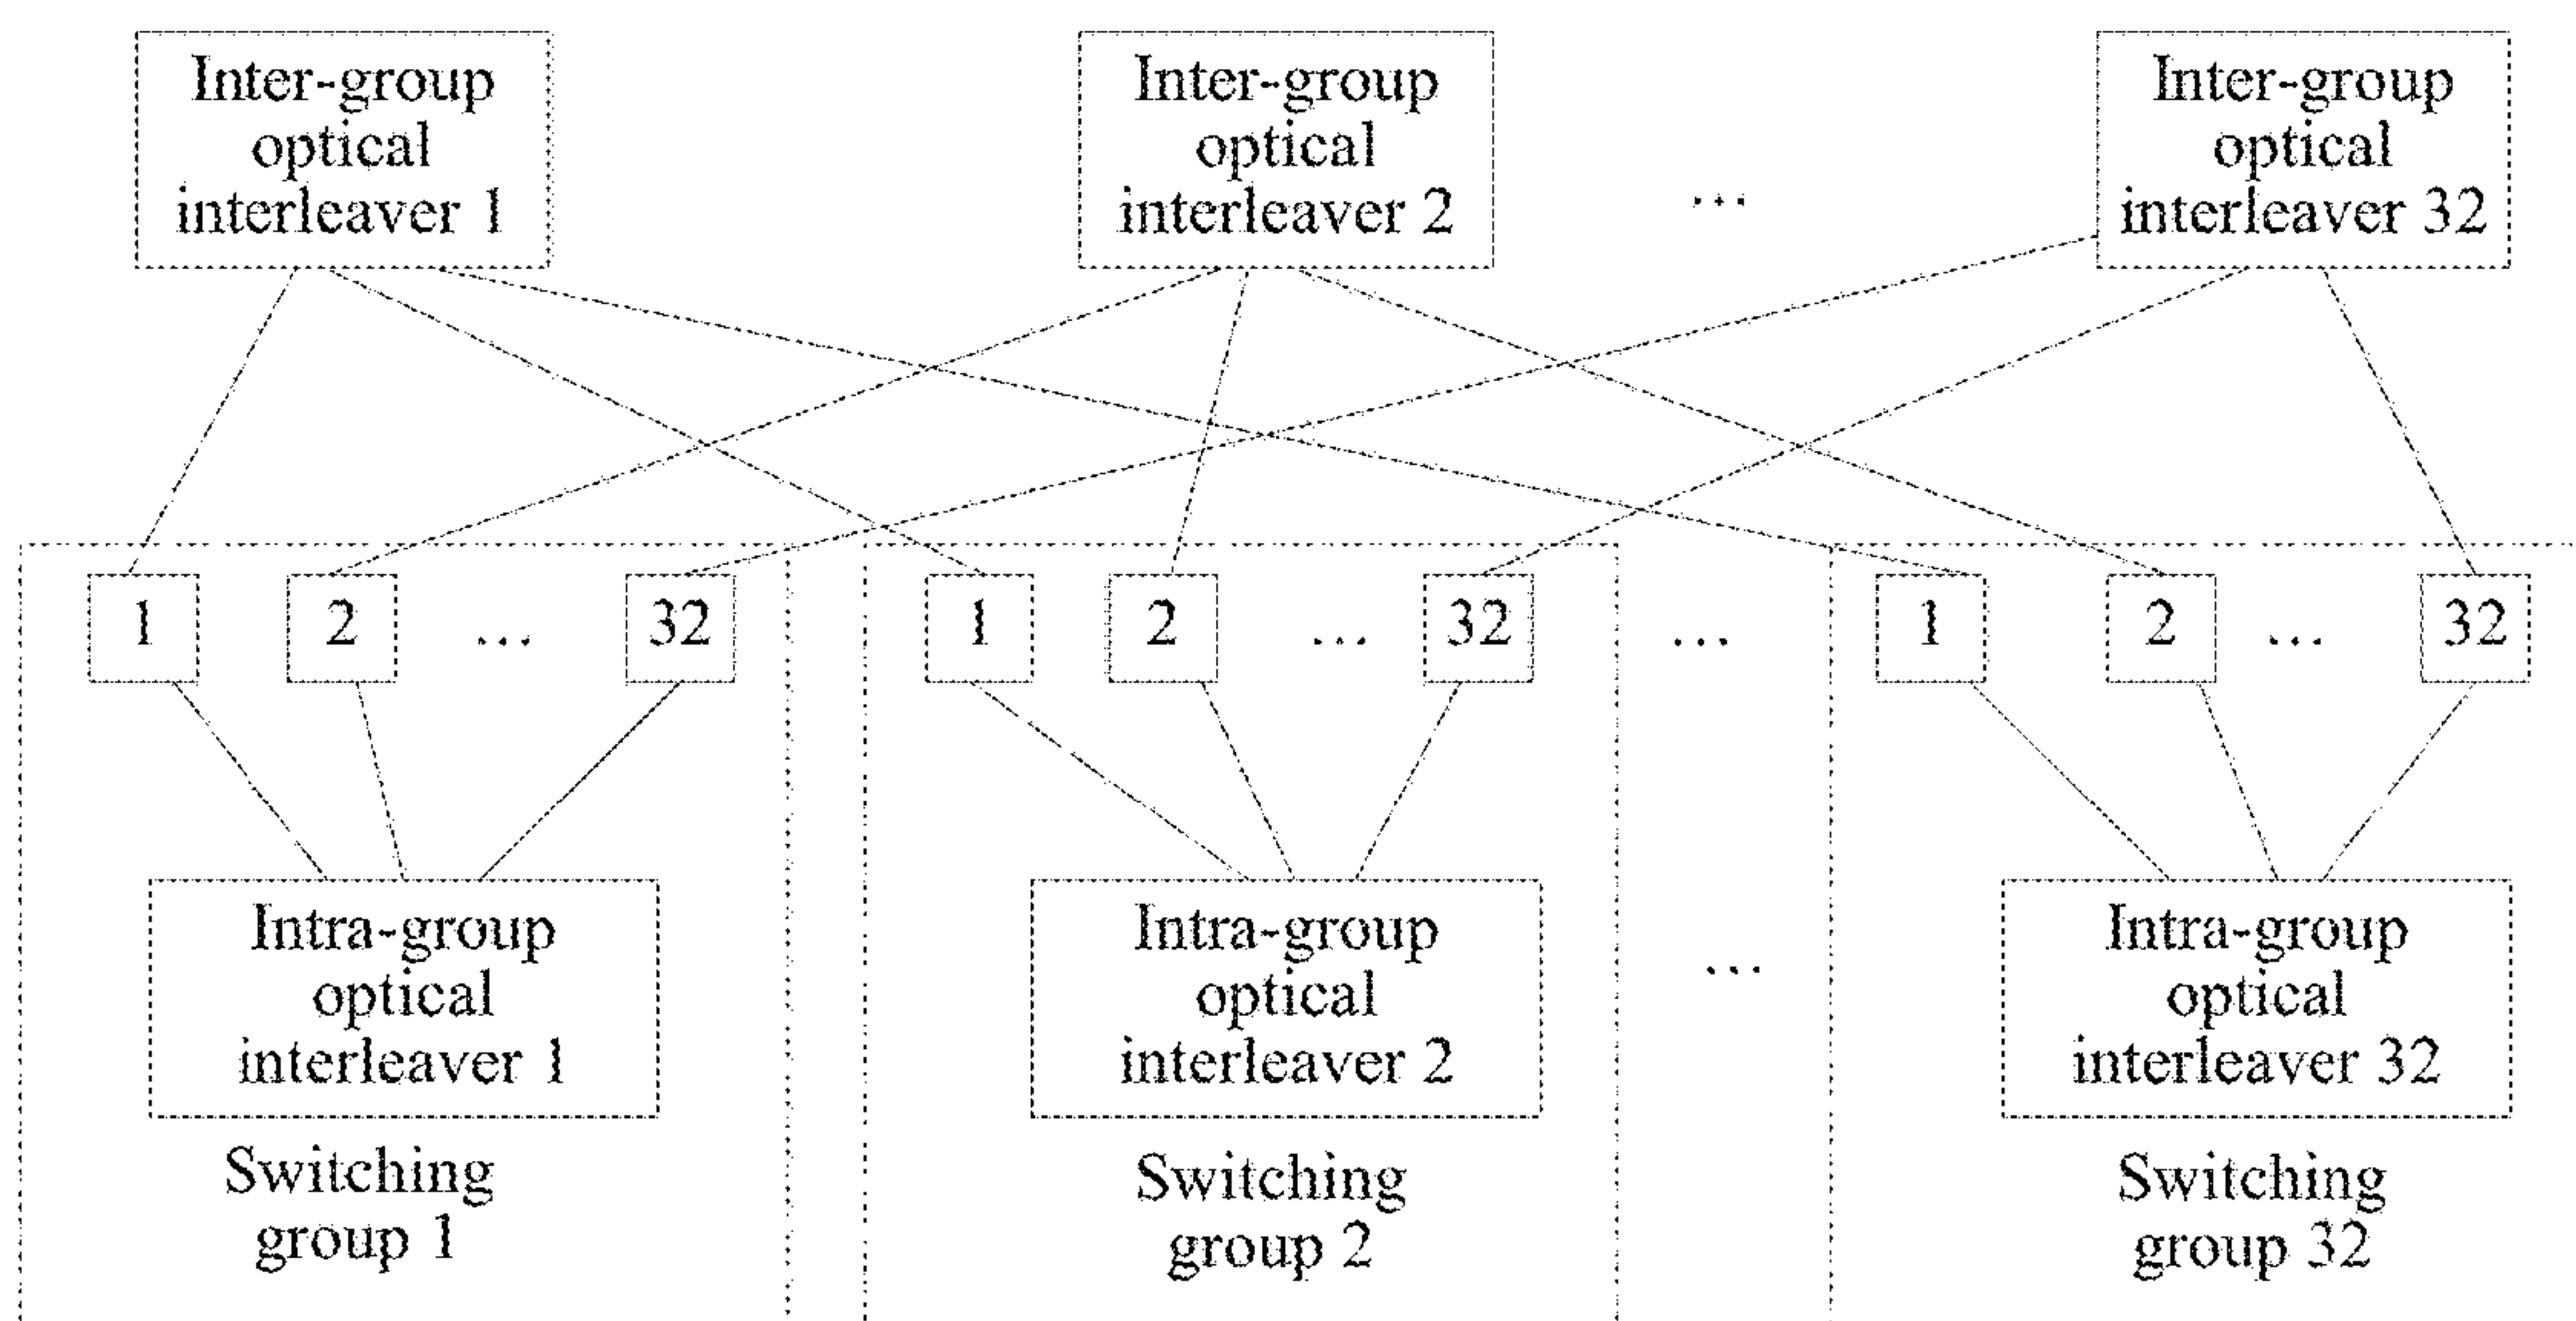 Inter-group
optical
interleaver 1
Inter-group
optical
interleaver 2
...
Inter-group
optical
interleaver 32
1
2
...
32
1
2
...
32
...
1
2
...
32
Intra-group
optical
interleaver 1
Intra-group
optical
interleaver 2
...
Intra-group
optical
interleaver 32
Switching
group 1
Switching
group 2
Switching
group 32